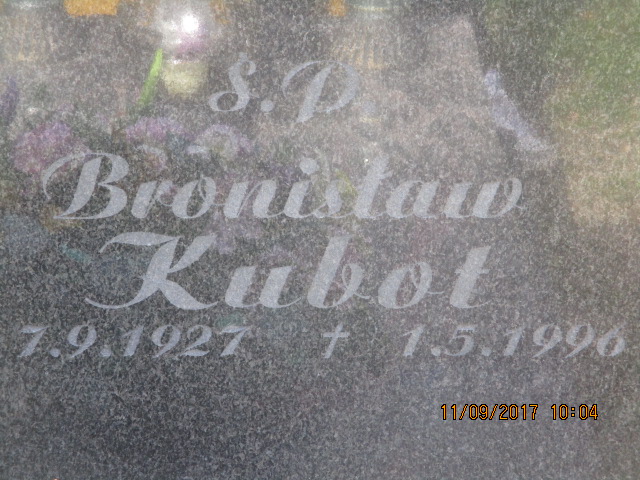 Ś.P.
Bronisław
Kubot
7.9.1927 † 1.5.1996
11/09/2017 10:04